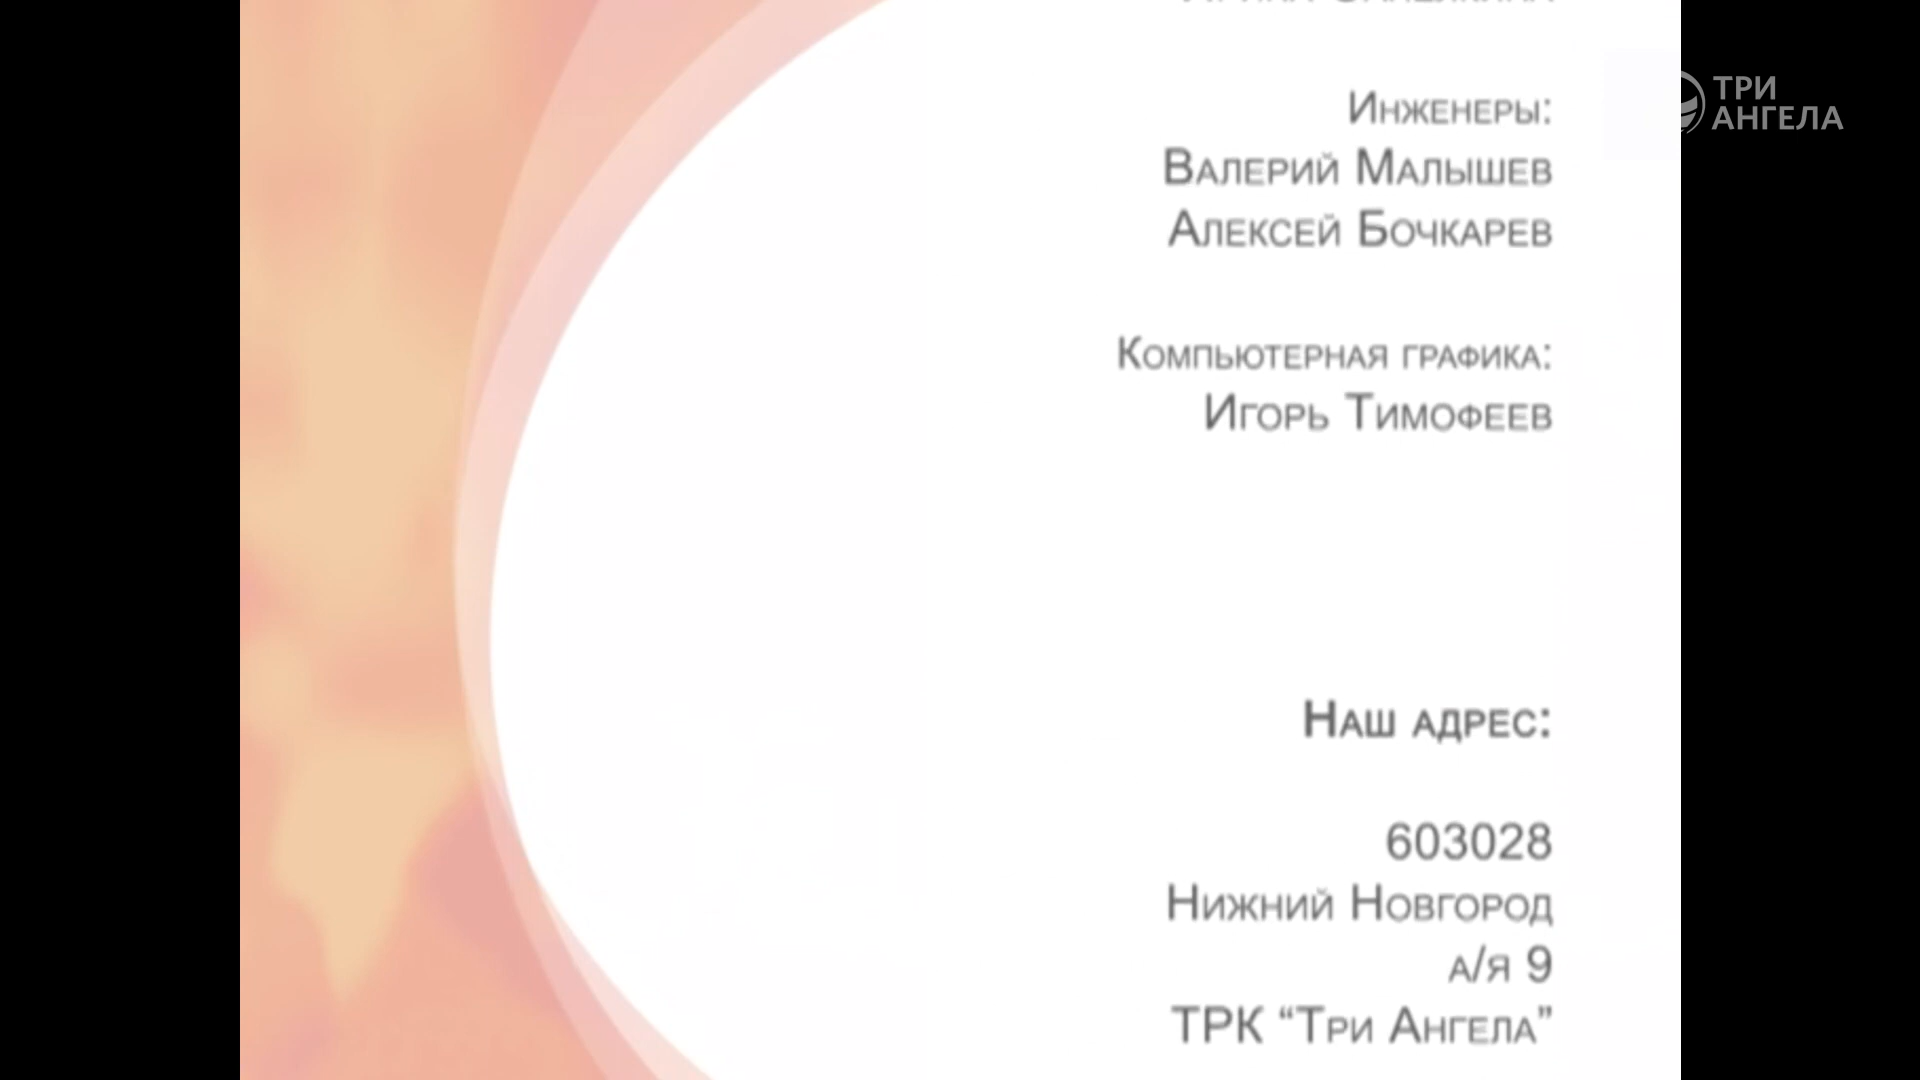 Инженеры:
Валерий Малышев
Алексей Бочкарев
Компьютерная графика:
Игорь Тимофеев
Наш адрес:
603028
Нижний Новгород
а/я 9
ТРК “Три Ангела”
ТРИ
АНГЕЛА